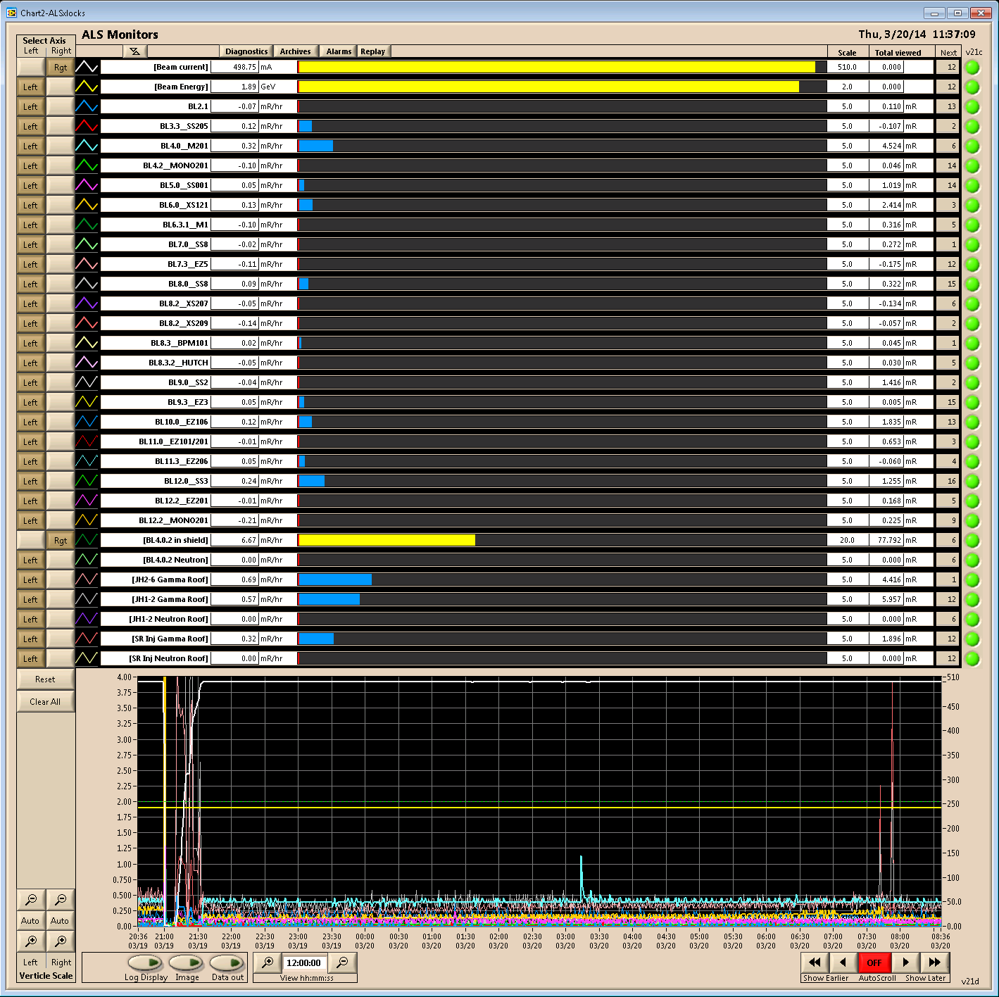 Chart2-ALSxlocks
ALS Monitors
Thu, 3/20/14 11:37:09
Select Axis
Left Right
Diagnostics Archives Alarms Replay Scale Total viewed Next v21c
Rgt [Beam current] 498.75 mA 510.0 0.000 12
Left [Beam Energy] 1.89 GeV 2.0 0.000 12
Left BL2.1 -0.07 mR/hr 5.0 0.110 mR 13
Left BL3.3__SS205 0.12 mR/hr 5.0 -0.107 mR 2
Left BL4.0__M201 0.32 mR/hr 5.0 4.524 mR 6
Left BL4.2__MONO201 -0.10 mR/hr 5.0 0.046 mR 14
Left BL5.0__SS001 0.05 mR/hr 5.0 1.019 mR 14
Left BL6.0__XS121 0.13 mR/hr 5.0 2.414 mR 3
Left BL6.3.1__M1 -0.10 mR/hr 5.0 0.316 mR 5
Left BL7.0__SS8 -0.02 mR/hr 5.0 0.272 mR 1
Left BL7.3__EZ5 -0.11 mR/hr 5.0 -0.175 mR 12
Left BL8.0__SS8 0.09 mR/hr 5.0 0.322 mR 15
Left BL8.2__XS207 -0.05 mR/hr 5.0 -0.134 mR 6
Left BL8.2__XS209 -0.14 mR/hr 5.0 -0.057 mR 2
Left BL8.3__BPM101 0.02 mR/hr 5.0 0.045 mR 1
Left BL8.3.2__HUTCH -0.05 mR/hr 5.0 0.030 mR 5
Left BL9.0__SS2 -0.04 mR/hr 5.0 1.416 mR 2
Left BL9.3__EZ3 0.05 mR/hr 5.0 0.005 mR 15
Left BL10.0__EZ106 0.12 mR/hr 5.0 1.835 mR 13
Left BL11.0__EZ101/201 -0.01 mR/hr 5.0 0.653 mR 3
Left BL11.3__EZ206 0.05 mR/hr 5.0 -0.060 mR 4
Left BL12.0__SS3 0.24 mR/hr 5.0 1.255 mR 16
Left BL12.2__EZ201 -0.01 mR/hr 5.0 0.168 mR 5
Left BL12.2__MONO201 -0.21 mR/hr 5.0 0.225 mR 9
Rgt [BL4.0.2 in shield] 6.67 mR/hr 20.0 77.792 mR 6
Left [BL4.0.2 Neutron] 0.00 mR/hr 5.0 0.000 mR 6
Left [JH2-6 Gamma Roof] 0.69 mR/hr 5.0 4.416 mR 1
Left [JH1-2 Gamma Roof] 0.57 mR/hr 5.0 5.957 mR 12
Left [JH1-2 Neutron Roof] 0.00 mR/hr 5.0 0.000 mR 6
Left [SR Inj Gamma Roof] 0.32 mR/hr 5.0 1.896 mR 12
Left [SR Inj Neutron Roof] 0.00 mR/hr 5.0 0.000 mR 12
Reset
Clear All
4.00
3.75
3.50
3.25
3.00
2.75
2.50
2.25
2.00
1.75
1.50
1.25
1.00
0.750
0.500
0.250
0.00
510
450
400
350
300
250
200
150
100
50.0
0.00
20:36 21:00 21:30 22:00 22:30 23:00 23:30 00:00 00:30 01:00 01:30 02:00 02:30 03:00 03:30 04:00 04:30 05:00 05:30 06:00 06:30 07:00 07:30 08:00 08:36
03/19 03/19 03/19 03/19 03/19 03/19 03/19 03/20 03/20 03/20 03/20 03/20 03/20 03/20 03/20 03/20 03/20 03/20 03/20 03/20 03/20 03/20 03/20 03/20 03/20
Auto Auto
Left Right
Verticle Scale
Log Display Image Data out
12:00:00
View hh:mm:ss
OFF
Show Earlier AutoScroll Show Later
v21d